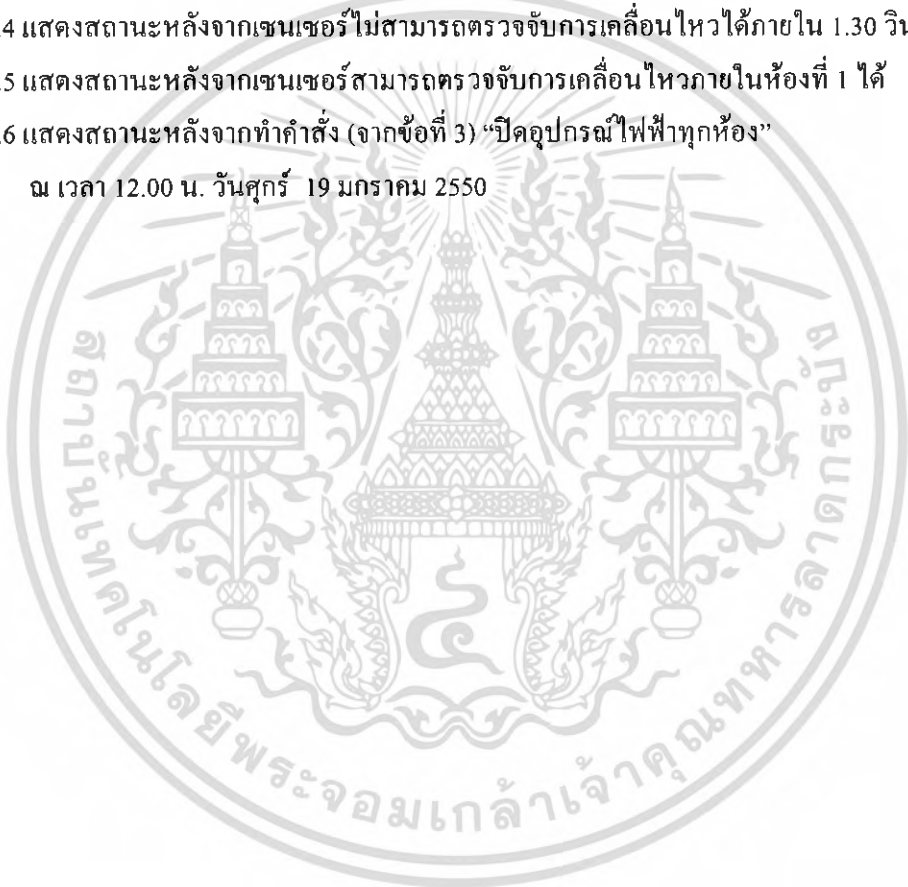 .4 แสดงสถานะหลังจากเซนเซอร์ไม่สามารถตรวจจับการเคลื่อนไหวได้ภายใน 1.30 วิน
.5 แสดงสถานะหลังจากเซนเซอร์สามารถตรวจจับการเคลื่อนไหวภายในห้องที่ 1 ได้
.6 แสดงสถานะหลังจากทำคำสั่ง (จากข้อที่ 3) “ปิดอุปกรณ์ไฟฟ้าทุกห้อง”
ณ เวลา 12.00 น. วันศุกร์ 19 มกราคม 2550
สถาบันเทคโนโลยีพระจอมเกล้าเจ้าคุณทหารลาดกระบัง